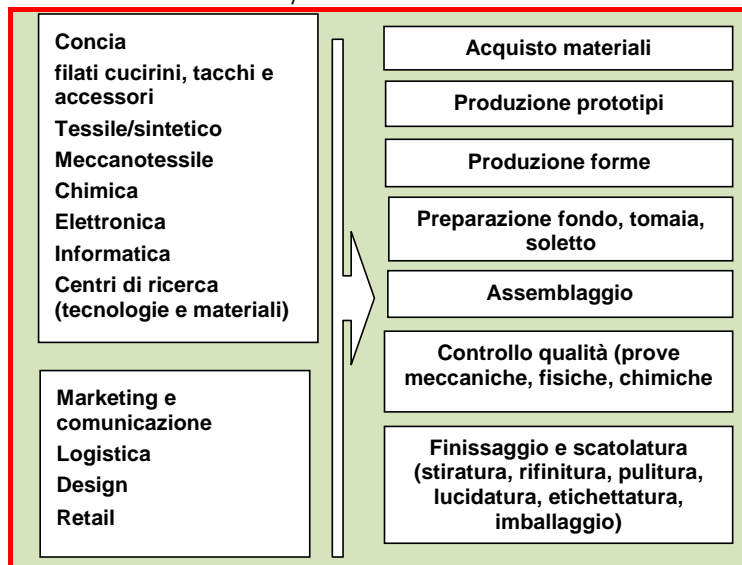 Concia
filati cucirini, tacchi e
accessori
Tessile/sintetico
Meccanotessile
Chimica
Elettronica
Informatica
Centri di ricerca
(tecnologie e materiali)
Marketing e
comunicazione
Logistica
Design
Retail
Acquisto materiali
Produzione prototipi
Produzione forme
Preparazione fondo, tomaia,
soletto
Assemblaggio
Controllo qualità (prove
meccaniche, fisiche, chimiche
Finissaggio e scatolatura
(stiratura, rifinitura, pulitura,
lucidatura, etichettatura,
imballaggio)